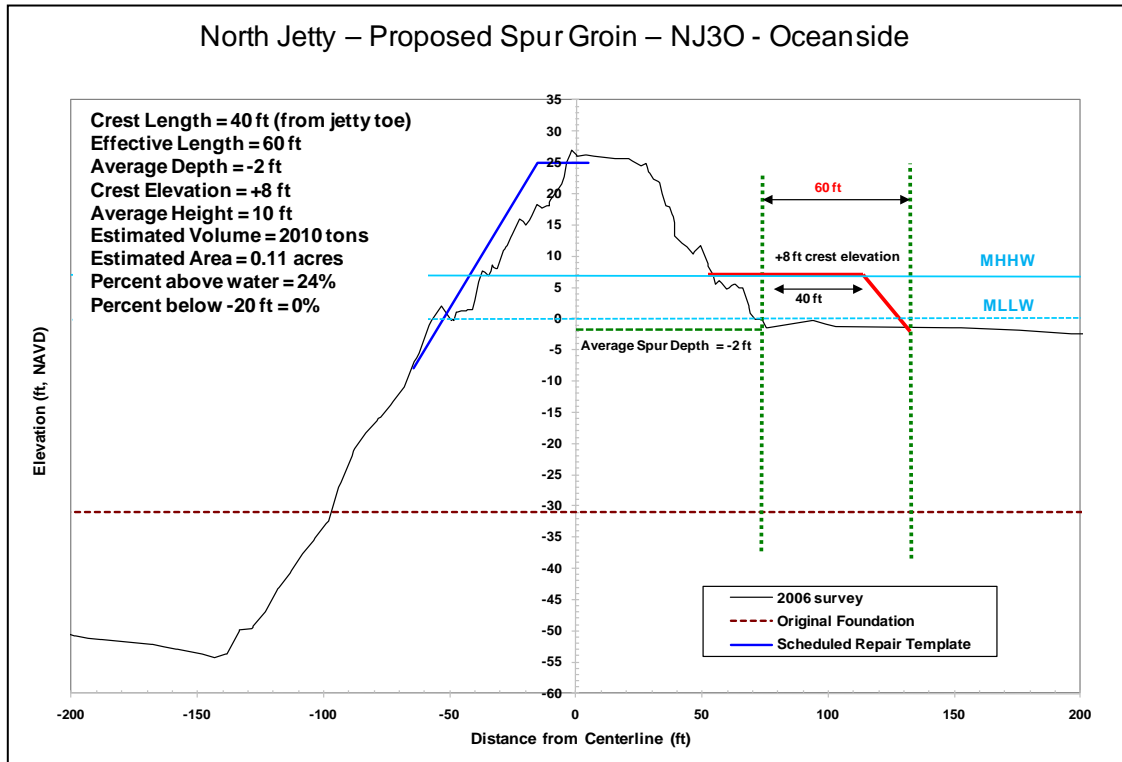 North Jetty – Proposed Spur Groin – NJ3O - Oceanside
Crest Length = 40 ft (from jetty toe)
Effective Length = 60 ft
Average Depth = -2 ft
Crest Elevation = +8 ft
Average Height = 10 ft
Estimated Volume = 2010 tons
Estimated Area = 0.11 acres
Percent above water = 24%
Percent below -20 ft = 0%
35
30
25
20
15
10
5
0
-5
-10
-15
-20
-25
-30
-35
-40
-45
-50
-55
-60
60 ft
+8 ft crest elevation
MHHW
40 ft
MLLW
Average Spur Depth = -2 ft
Elevation (ft, NAVD)
2006 survey
Original Foundation
Scheduled Repair Template
-200
-150
-100
-50
0
50
100
150
200
Distance from Centerline (ft)